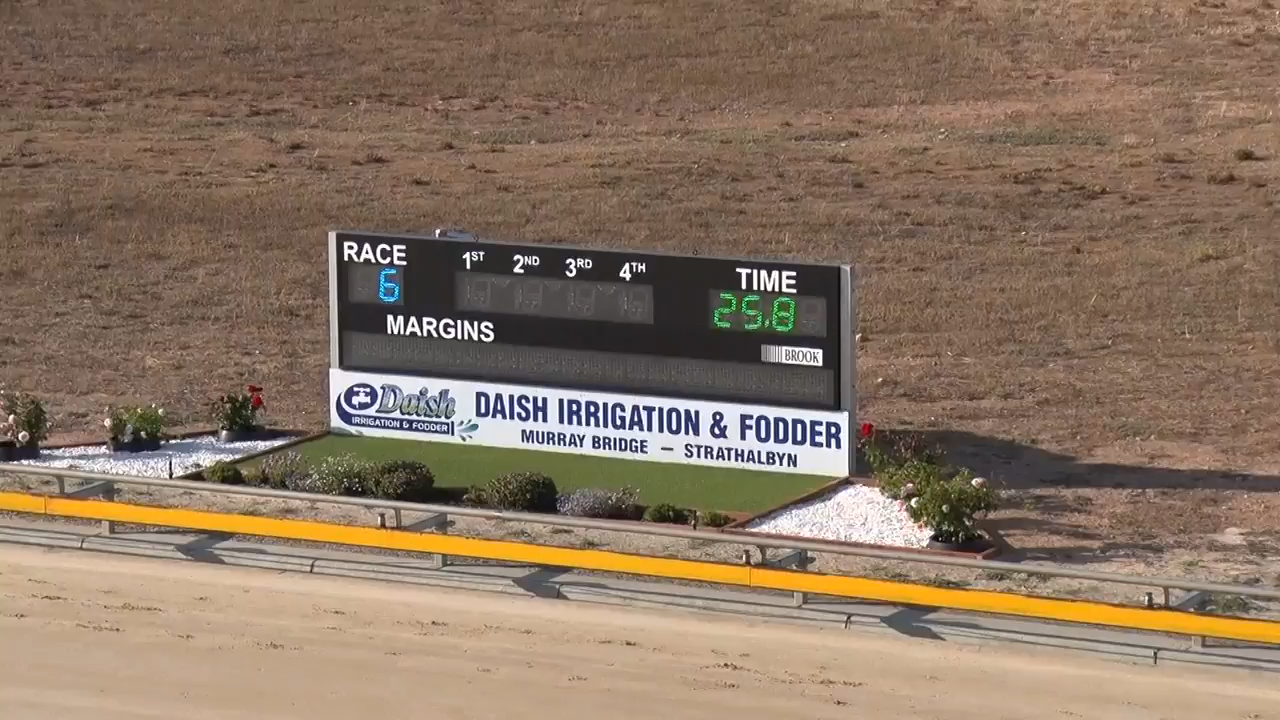 RACE
1ST 2ND 3RD 4TH
TIME
6
25.8
MARGINS
BROOK
Daish
IRRIGATION & FODDER
DAISH IRRIGATION & FODDER
MURRAY BRIDGE – STRATHALBYN